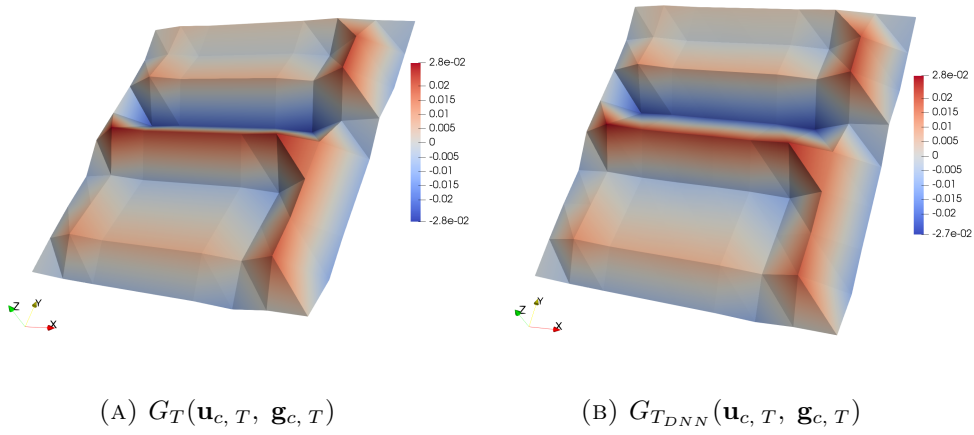 2.8e-02
0.02
0.015
0.01
0.005
0
-0.005
-0.01
-0.015
-0.02
-2.8e-02
Z Y X
2.8e-02
0.02
0.015
0.01
0.005
0
-0.005
-0.01
-0.015
-0.02
-2.7e-02
Z Y X
(A) G_T(u_{c, T}, g_{c, T})
(B) G_{T_{DNN}}(u_{c, T}, g_{c, T})